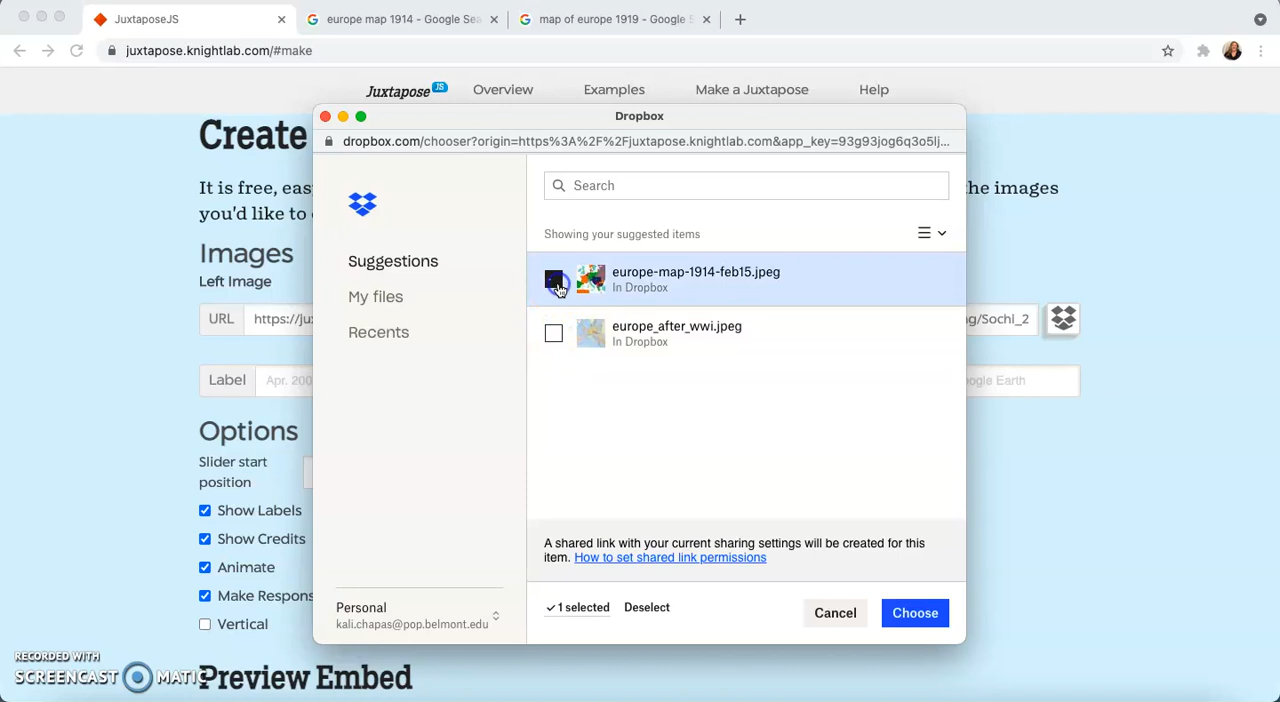 JuxtaposeJS
europe map 1914 - Google Sea
map of europe 1919 - Google S
juxtapose.knightlab.com/#make
Juxtapose JS
Overview
Examples
Make a Juxtapose
Help
Dropbox
dropbox.com/chooser?origin=https%3A%2F%2Fjuxtapose.knightlab.com&app_key=93g93jog6q3o5lj...
Create
It is free, eas
the images
you'd like to
Images
Left Image
URL
https://jux
ng/Sochi_2
Label
Apr. 200
ogle Earth
Options
Slider start
position
Show Labels
Show Credits
Animate
Make Respons
Vertical
Preview Embed
Suggestions
My files
Recents
Search
Showing your suggested items
europe-map-1914-feb15.jpeg
In Dropbox
europe_after_wwi.jpeg
In Dropbox
A shared link with your current sharing settings will be created for this
item. How to set shared link permissions
Personal
kali.chapas@pop.belmont.edu
1 selected
Deselect
Cancel
Choose
RECORDED WITH
SCREENCAST MATIC